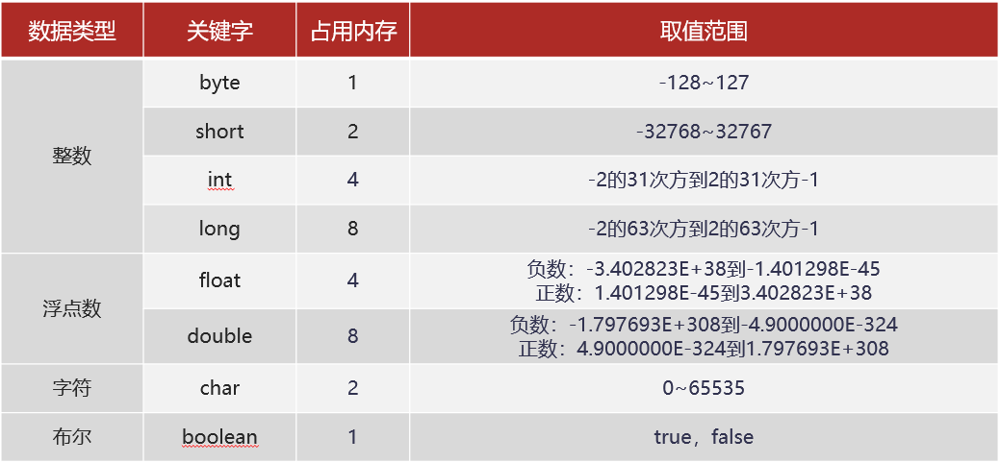 数据类型 关键字 占用内存 取值范围
整数 byte 1 -128~127
short 2 -32768~32767
int 4 -2的31次方到2的31次方-1
long 8 -2的63次方到2的63次方-1
浮点数 float 4 负数：-3.402823E+38到-1.401298E-45
正数：1.401298E-45到3.402823E+38
double 8 负数：-1.797693E+308到-4.9000000E-324
正数：4.9000000E-324到1.797693E+308
字符 char 2 0~65535
布尔 boolean 1 true，false